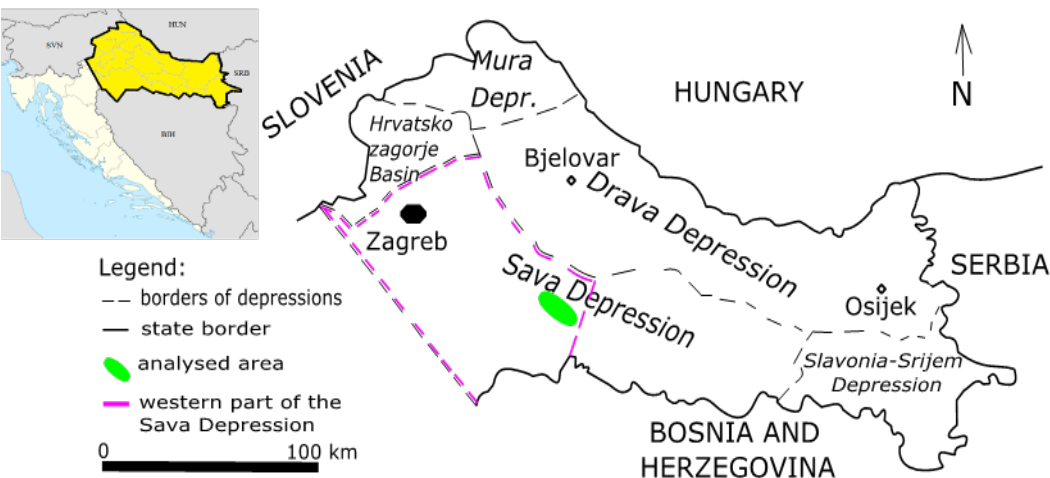 HUN
SVN
SRB
BIH
SLOVENIA
Mura
Depr.
HUNGARY
N
Hrvatsko
zagorje
Basin
Bjelovar
Drava Depression
Zagreb
Sava Depression
SERBIA
Osijek
Slavonia-Srijem
Depression
BOSNIA AND
HERZEGOVINA
Legend:
borders of depressions
state border
analysed area
western part of the
Sava Depression
0 100 km